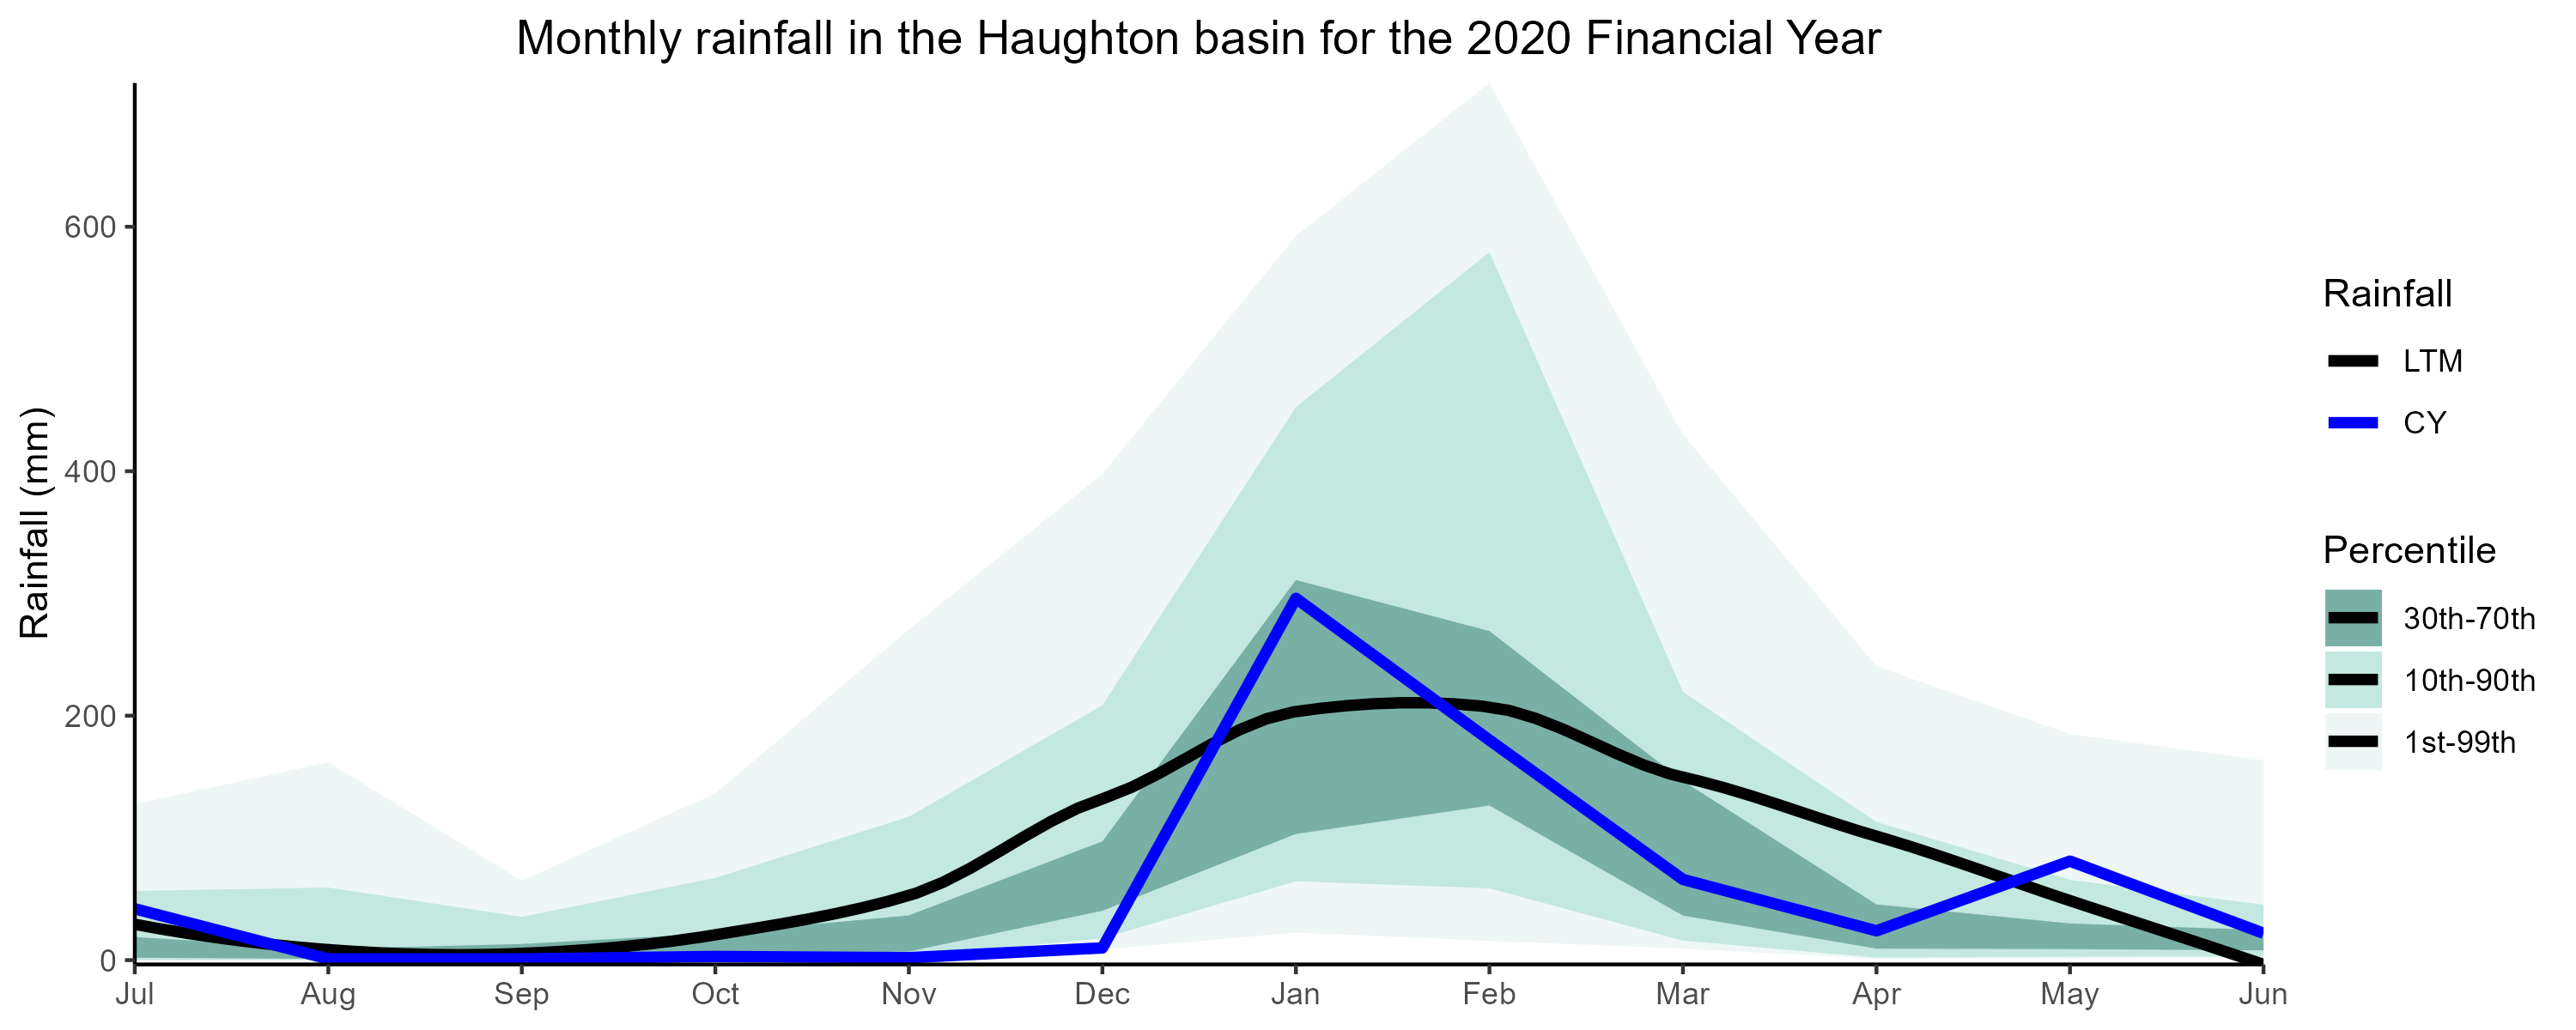 Monthly rainfall in the Haughton basin for the 2020 Financial Year
Rainfall (mm)
600
400
200
0
Jul Aug Sep Oct Nov Dec Jan Feb Mar Apr May Jun
Rainfall
LTM
CY
Percentile
30th-70th
10th-90th
1st-99th